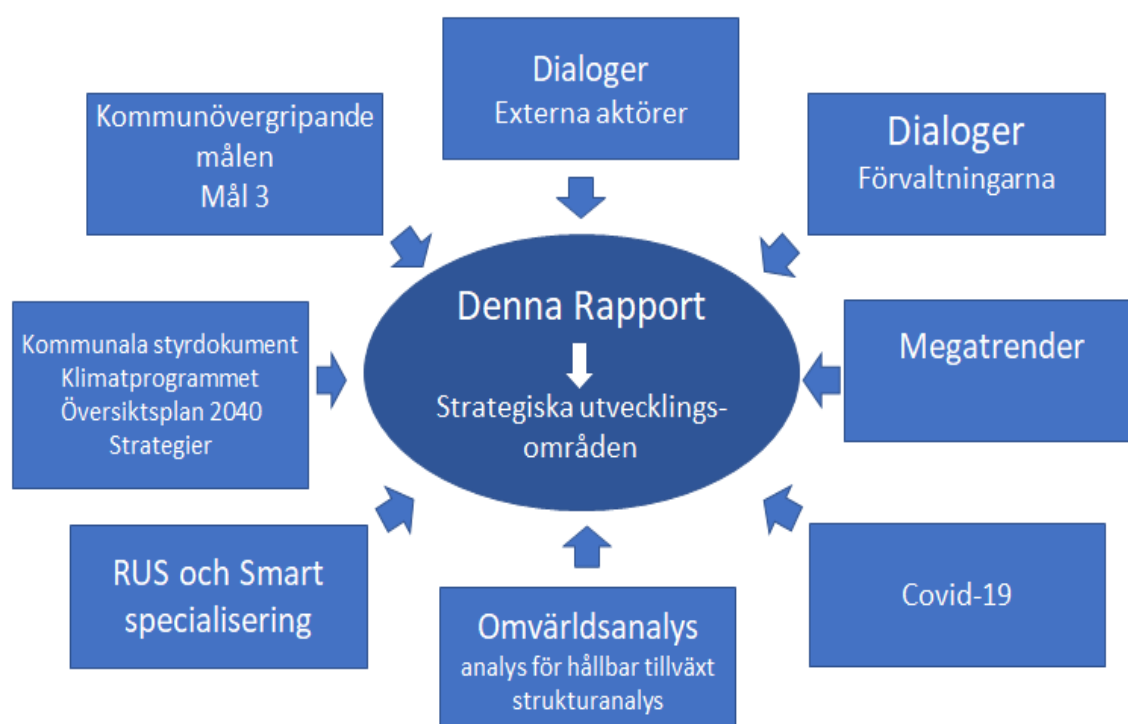 Dialoger
Externa aktörer
Kommunövergripande
målen
Mål 3
Dialoger
Förvaltningarna
Denna Rapport
Strategiska utvecklings-
områden
Kommunala styrdokument
Klimatprogrammet
Översiktsplan 2040
Strategier
Megatrender
RUS och Smart
specialisering
Omvärldsanalys
analys för hållbar tillväxt
strukturanalys
Covid-19